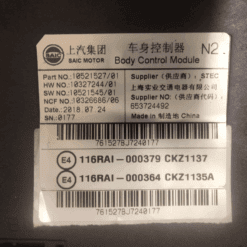 上汽集团
SAIC MOTOR
车身控制器
Body Control Module
N2
Part NO:10521527/01
HW NO:10327244/01
SW NO:10521545/01
NCF NO:10326686/06
DATE:2018.07.24
SN:0177
Supplier (供应商):STEC
上海实业交通电器有限公司
Supplier NO(供应商代码):
653724492
Made in China
7615278J7240177
E4 116RAI-000379 CKZ1137
E4 116RAI-000364 CKZ1135A
7615278J7240177